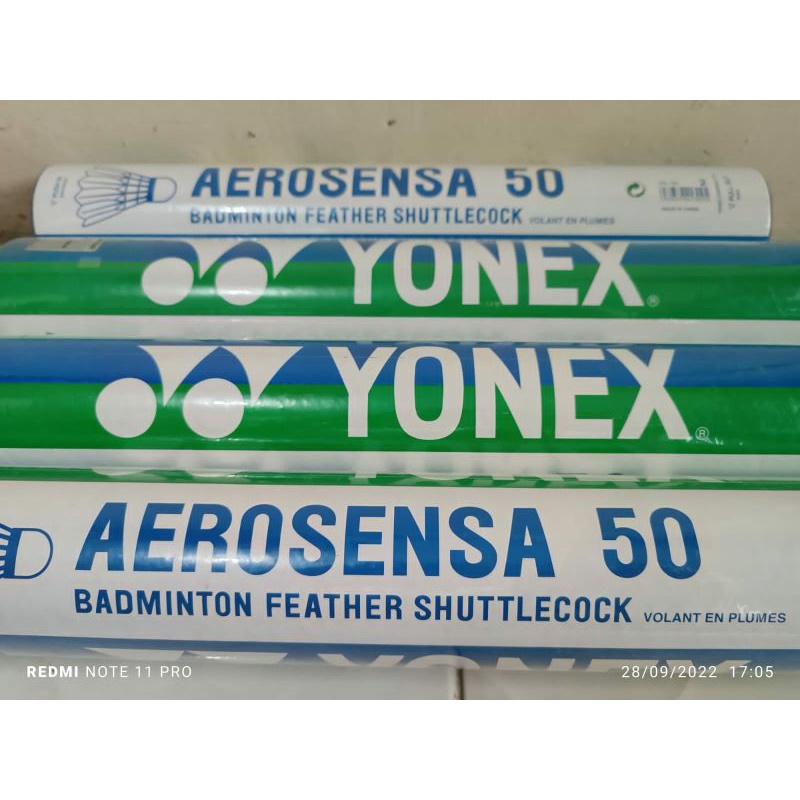 AEROSENSA 50
BADMINTON FEATHER SHUTTLECOCK VOLANT EN PLUMES
YONEX®
YONEX®
AEROSENSA 50
BADMINTON FEATHER SHUTTLECOCK VOLANT EN PLUMES
YONEX
REDMI NOTE 11 PRO
28/09/2022 17:05